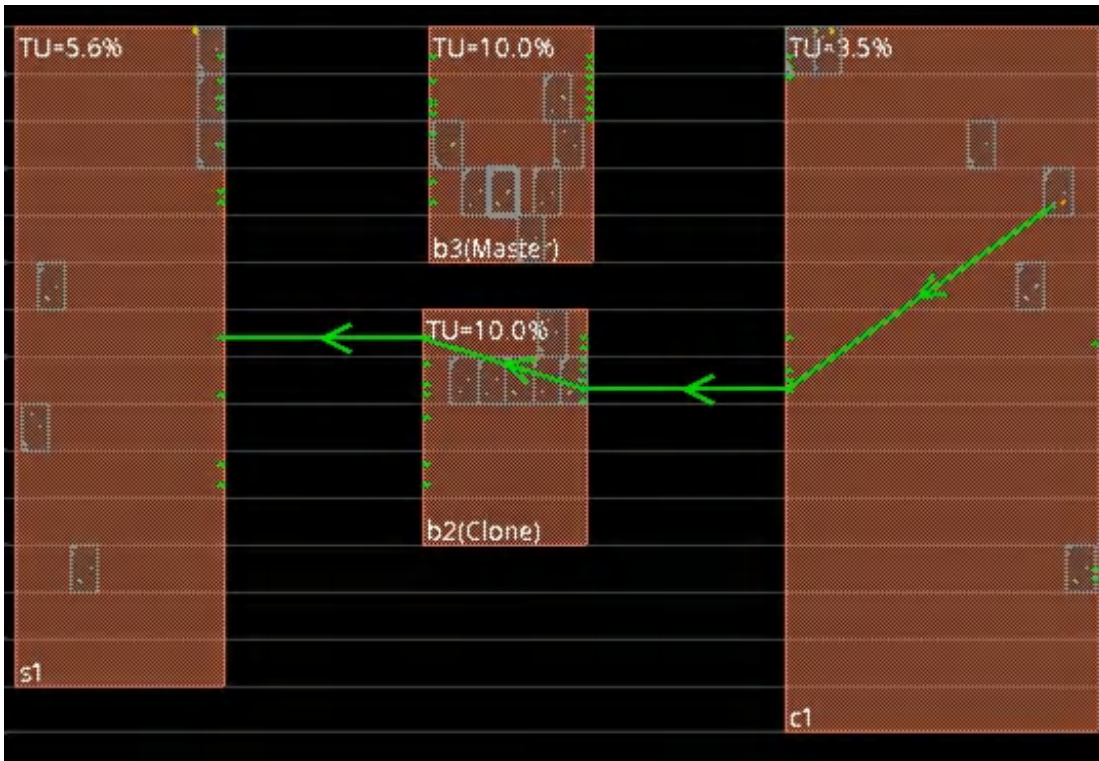 TU=5.6%
TU=10.0%
TU=3.5%
b3(Master)
TU=10.0%
b2(Clone)
s1
c1